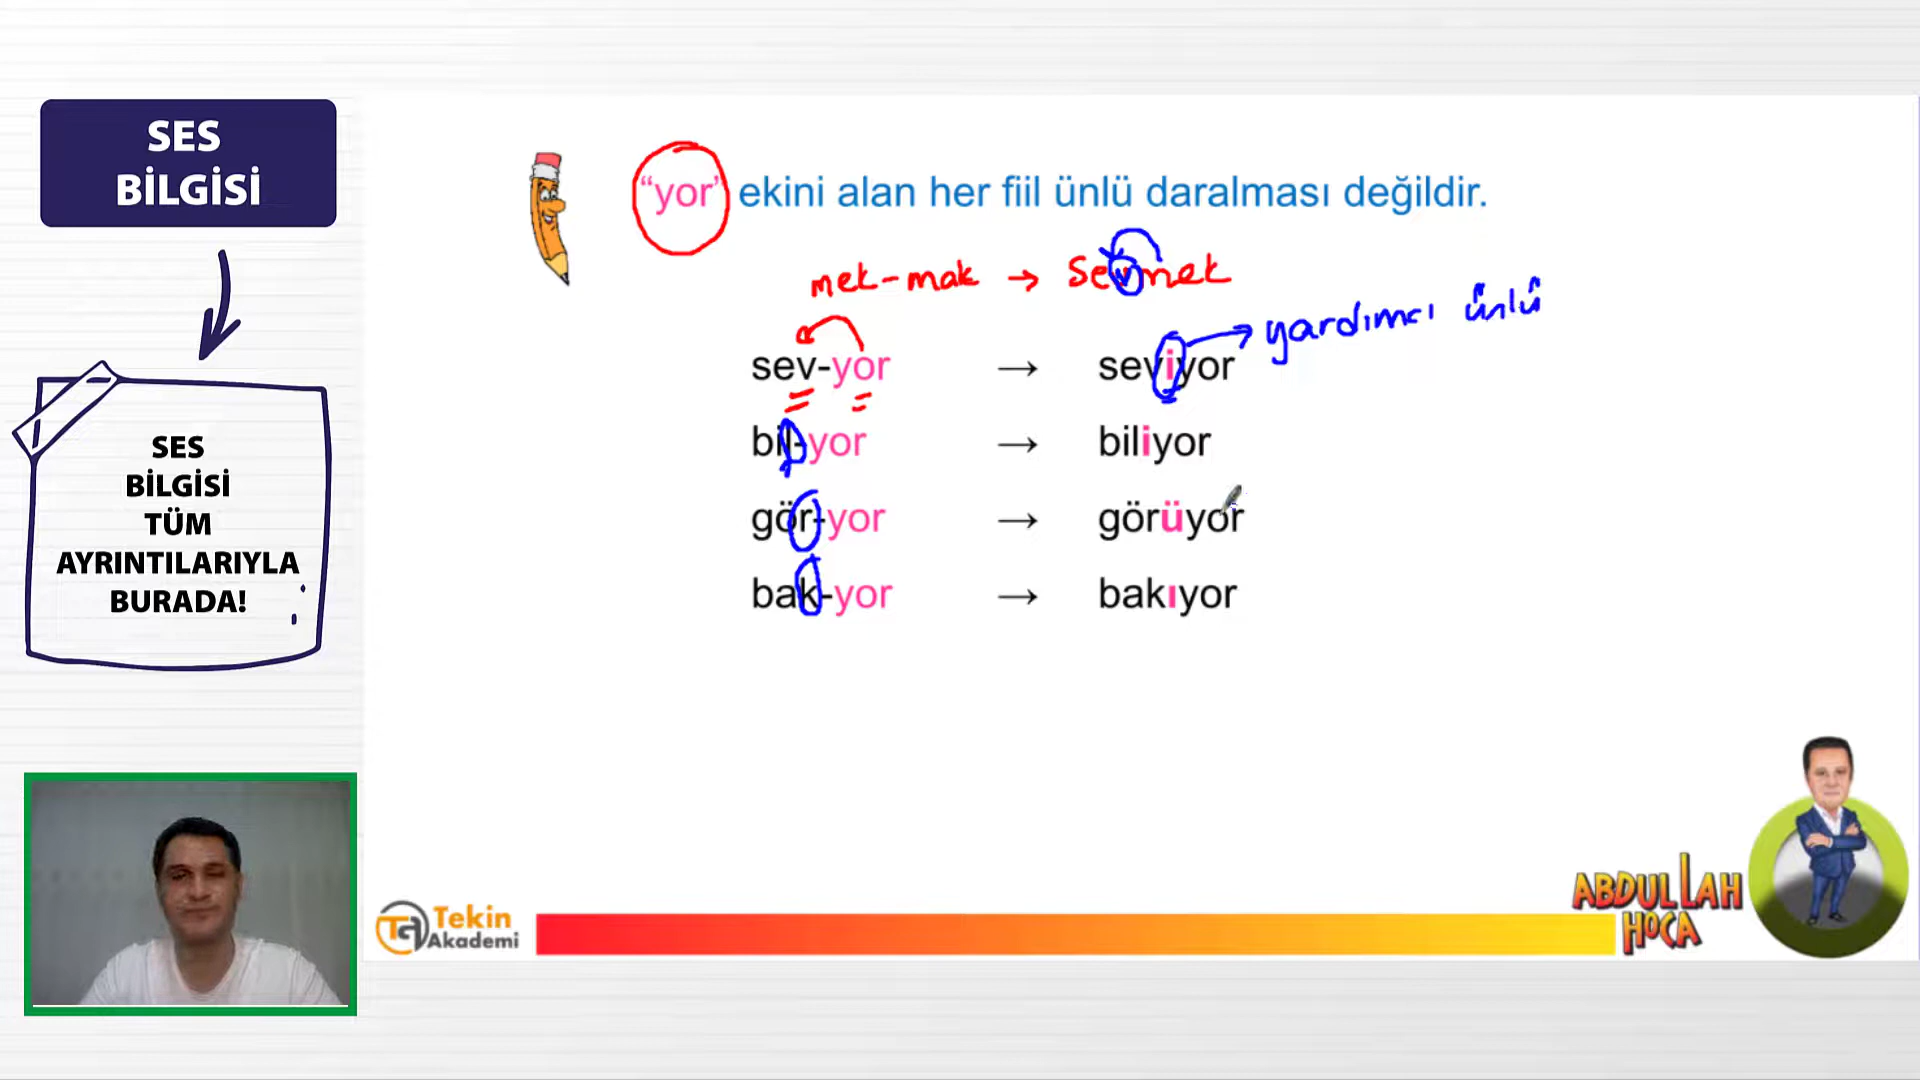 SES
BİLGİSİ
SES
BİLGİSİ
TÜM
AYRINTILARIYLA
BURADA!
“yor” ekini alan her fiil ünlü daralması değildir.
mek-mak → Sevmek
yardımcı ünlü
sev-yor → seviyor
bil-yor → biliyor
gör-yor → görüyor
bak-yor → bakıyor
Tekin
Akademi
ABDULLAH
HOCA